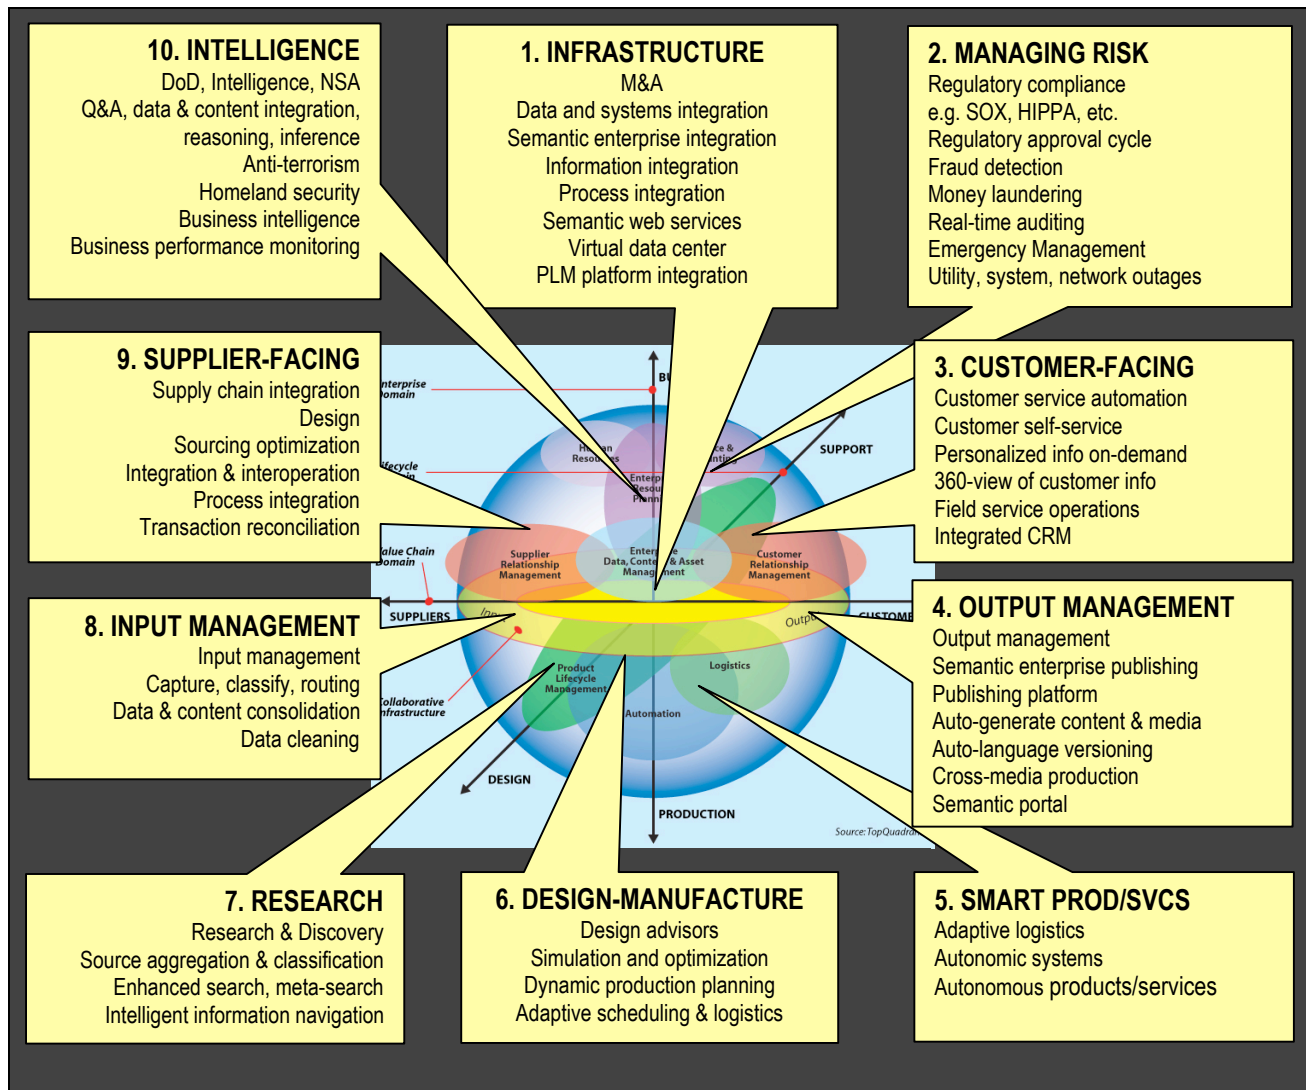 10. INTELLIGENCE
DoD, Intelligence, NSA
Q&A, data & content integration,
reasoning, inference
Anti-terrorism
Homeland security
Business intelligence
Business performance monitoring
1. INFRASTRUCTURE
M&A
Data and systems integration
Semantic enterprise integration
Information integration
Process integration
Semantic web services
Virtual data center
PLM platform integration
2. MANAGING RISK
Regulatory compliance
e.g. SOX, HIPPA, etc.
Regulatory approval cycle
Fraud detection
Money laundering
Real-time auditing
Emergency Management
Utility, system, network outages
9. SUPPLIER-FACING
Supply chain integration
Design
Sourcing optimization
Integration & interoperation
Process integration
Transaction reconciliation
3. CUSTOMER-FACING
Customer service automation
Customer self-service
Personalized info on-demand
360-view of customer info
Field service operations
Integrated CRM
SUPPORT
Resources
Supplier
Relationship
Management
Data, Conte & Asset
Customer
Relationship
Management
Domain
SUPPLIERS
8. INPUT MANAGEMENT
Input management
Capture, classify, routing
Data & content consolidation
Data cleaning
4. OUTPUT MANAGEMENT
Output management
Semantic enterprise publishing
Publishing platform
Auto-generate content & media
Auto-language versioning
Cross-media production
Semantic portal
Product
Lifecycle
Management
Logistics
Automation
DESIGN
PRODUCTION
Source: TopQuadran
7. RESEARCH
Research & Discovery
Source aggregation & classification
Enhanced search, meta-search
Intelligent information navigation
6. DESIGN-MANUFACTURE
Design advisors
Simulation and optimization
Dynamic production planning
Adaptive scheduling & logistics
5. SMART PROD/SVCS
Adaptive logistics
Autonomic systems
Autonomous products/services